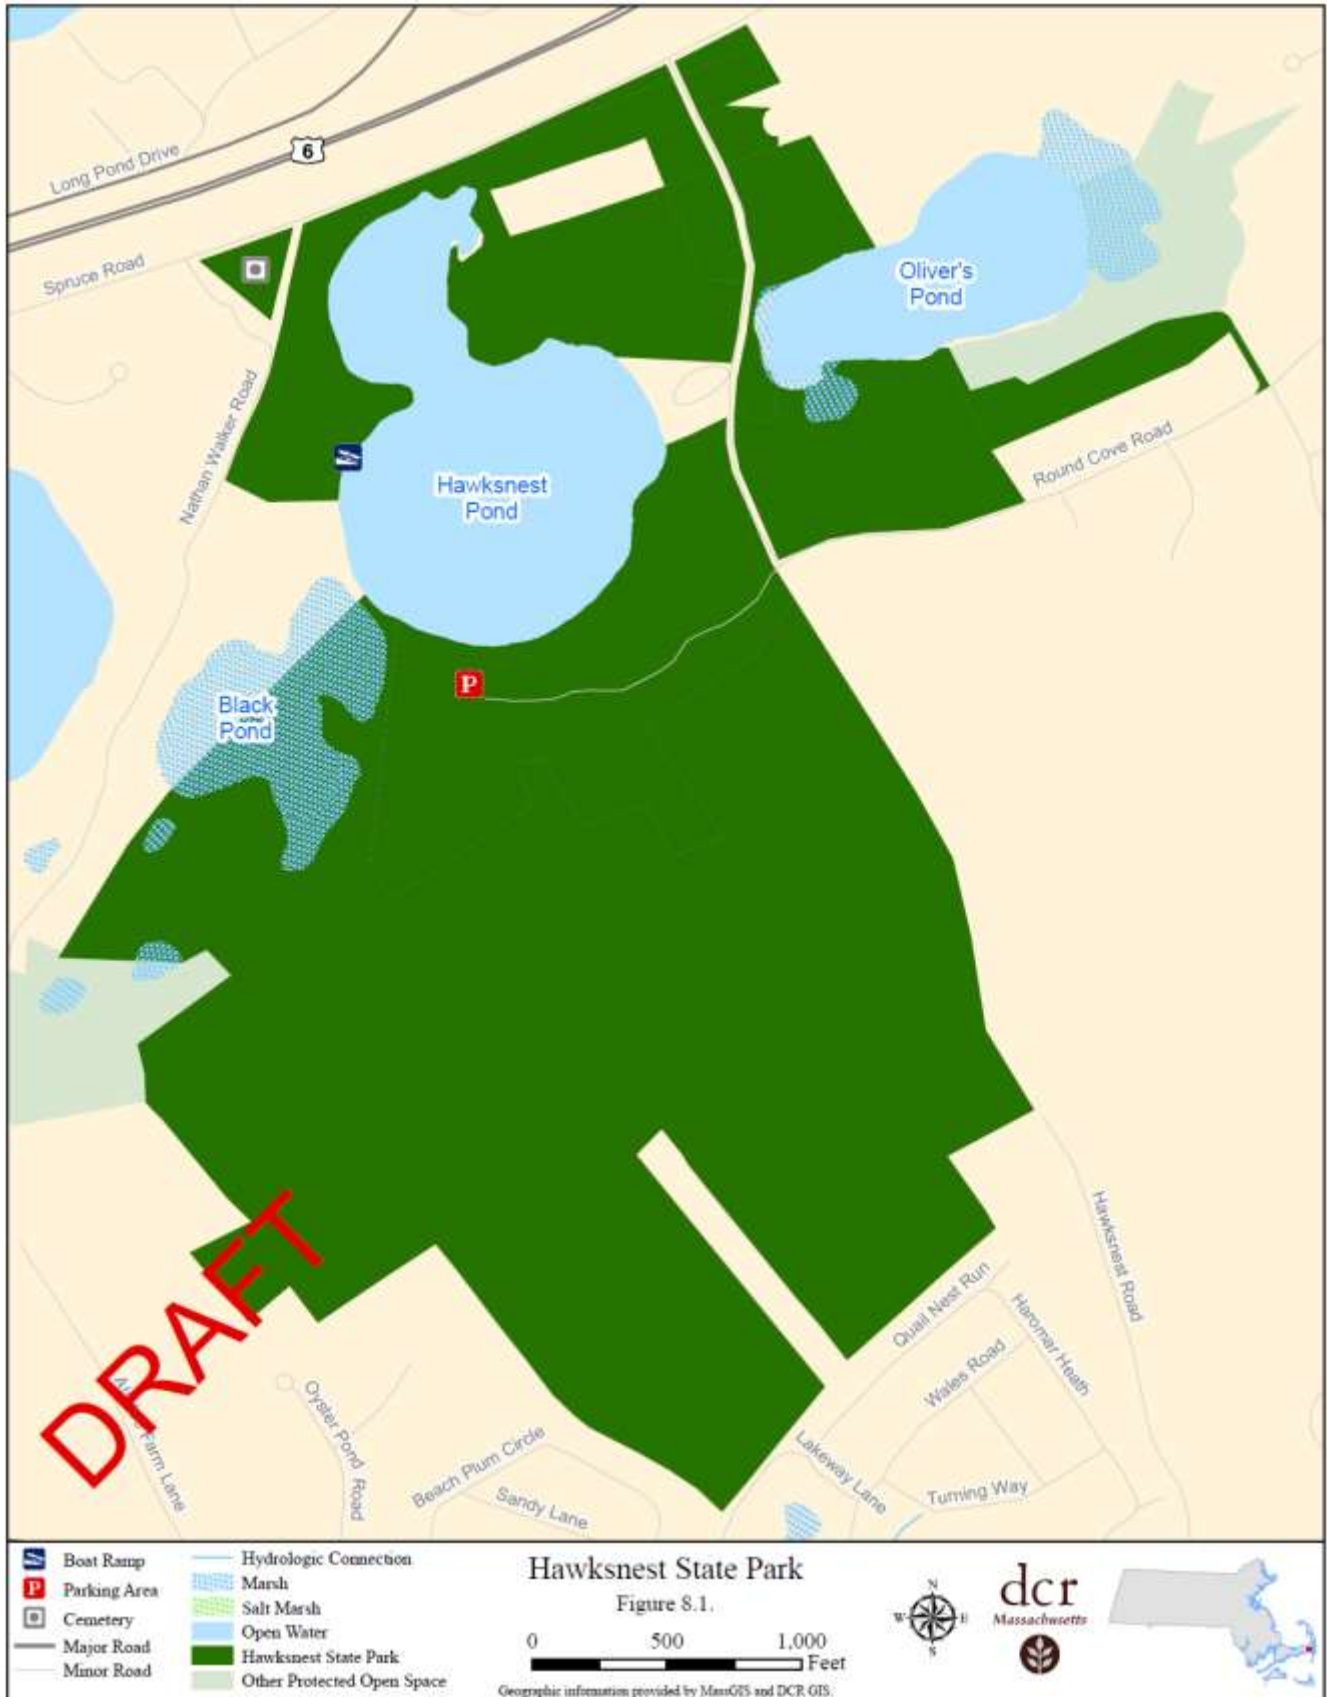 Long Pond Drive
6
Spruce Road
Oliver's
Pond
Nathan Walker Road
Round Cove Road
Hawksnest
Pond
P
Black
Pond
Hawksnest Road
Quail Nest Run
Haromar Heath
Wales Road
DRAFT
Farm Lane
Oyster Pond Road
Beach Plum Circle
Sandy Lane
Lakeway Lane
Turning Way
Boat Ramp
P Parking Area
Cemetery
Major Road
Minor Road
Hydrologic Connection
Marsh
Salt Marsh
Open Water
Hawksnest State Park
Other Protected Open Space
Hawksnest State Park
Figure 8.1.
0 500 1,000
Feet
Geographic information provided by MassGIS and DCR GIS.
N
W E
S
dcr
Massachusetts